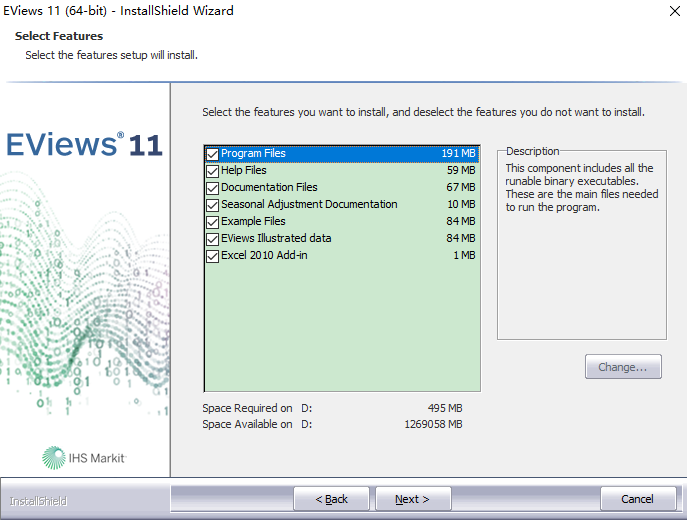 EViews 11 (64-bit) - InstallShield Wizard
Select Features
Select the features setup will install.
Select the features you want to install, and deselect the features you do not want to install.
EViews® 11
Program Files 191 MB
Help Files 59 MB
Documentation Files 67 MB
Seasonal Adjustment Documentation 10 MB
Example Files 84 MB
EViews Illustrated data 84 MB
Excel 2010 Add-in 1 MB
Description
This component includes all the
runable binary executables.
These are the main files needed
to run the program.
Change...
Space Required on D: 495 MB
Space Available on D: 1269058 MB
IHS Markit
InstallShield
< Back
Next >
Cancel